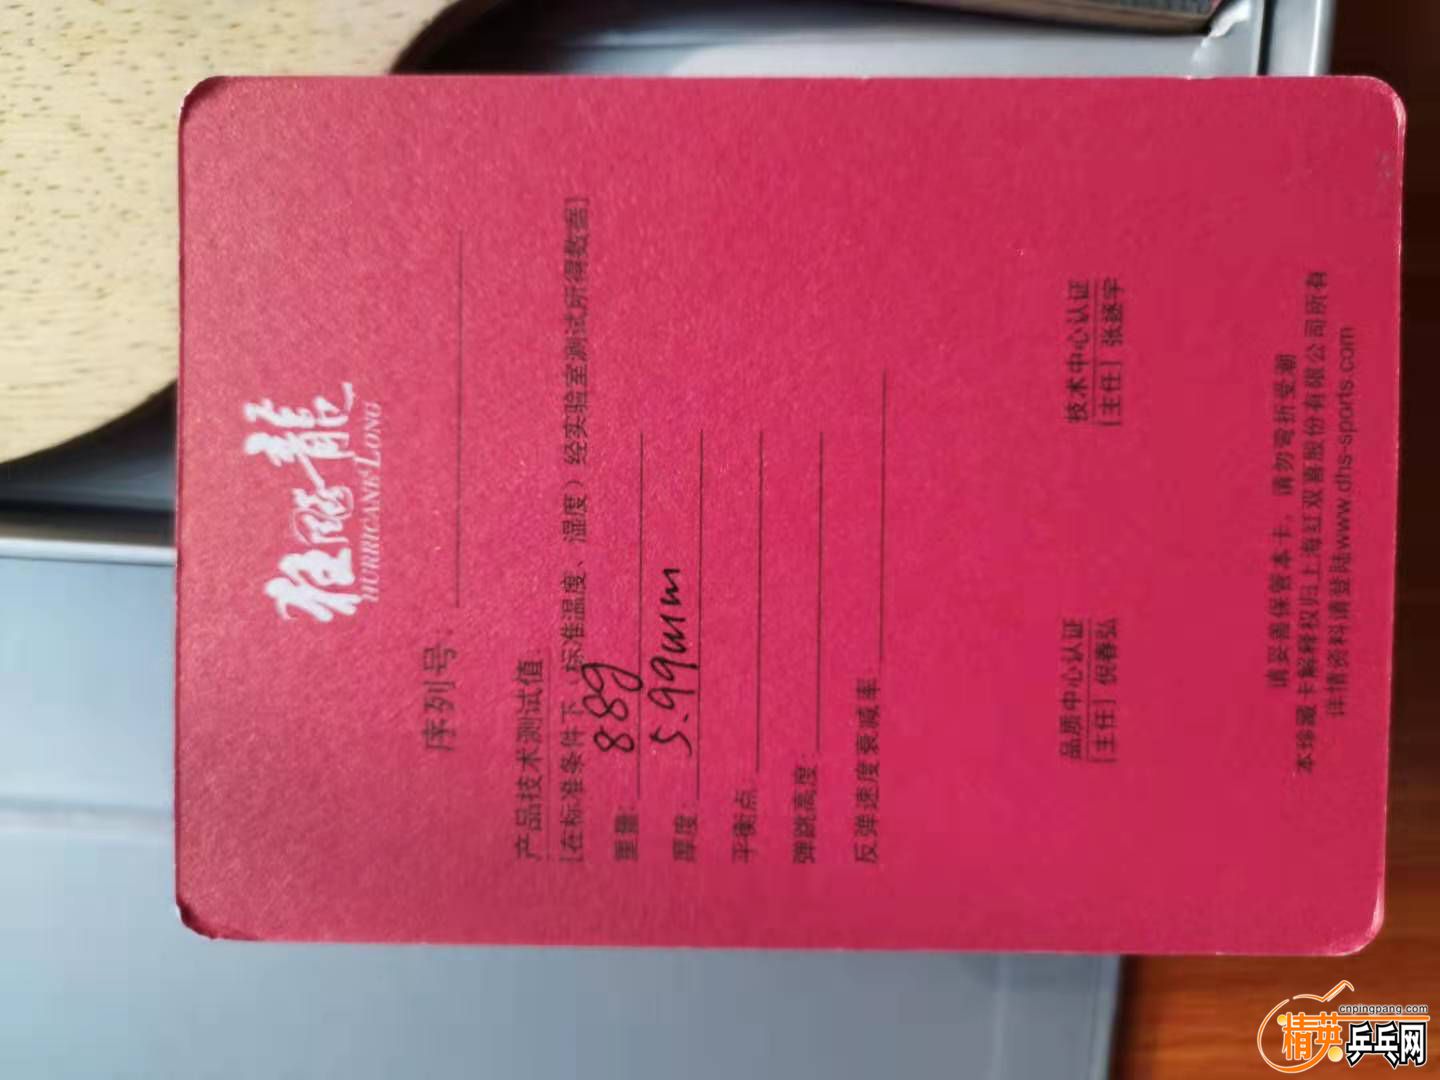 狂飚龍
HURRICANE LONG
序列号:
产品技术测试值:
[在标准条件下（标准温度、湿度）经实验室测试所得数据]
重量: 88g
厚度: 5.99mm
平衡点:
弹跳高度:
反弹速度衰减率:
品质中心认证 技术中心认证
[主任] 倪春弘 [主任] 张逐宇
请妥善保管本卡，请勿弯折受潮
本珍藏卡解释权归上海红双喜股份有限公司所有
详情资料请登陆www.dhs-sports.com
cnpingpang.com
精英乒乓网